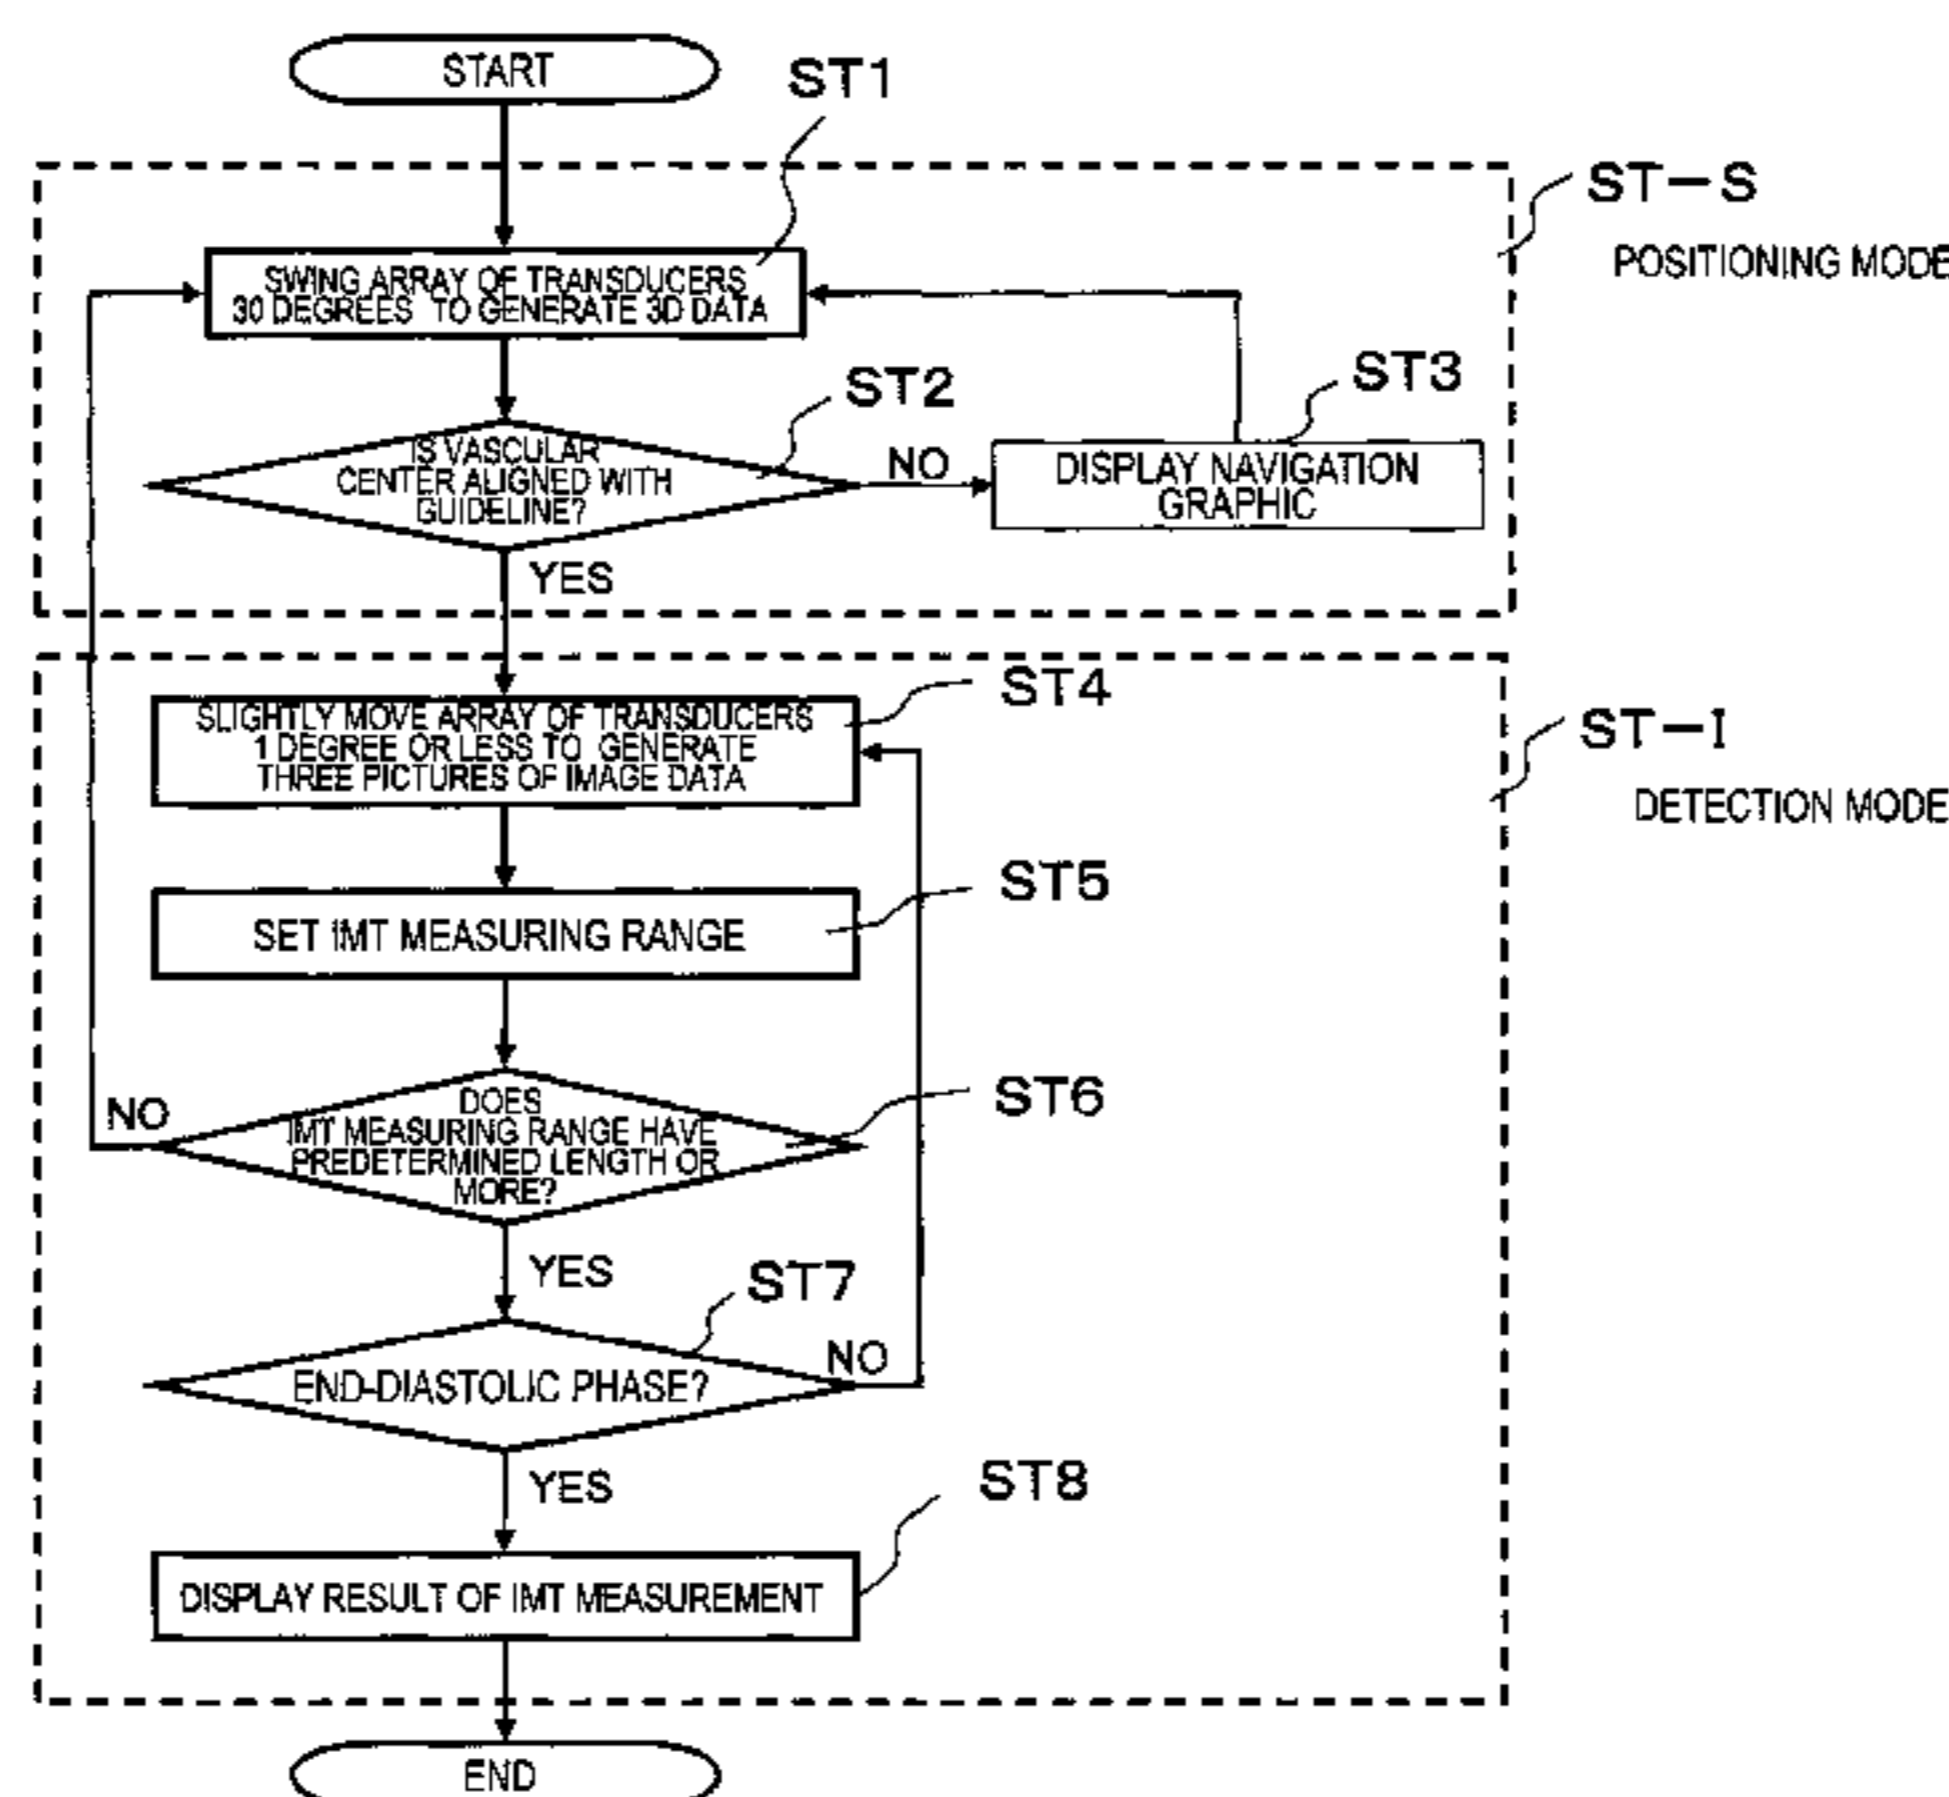 START
ST1
ST-S
POSITIONING MODE
SWING ARRAY OF TRANSDUCERS
30 DEGREES TO GENERATE 3D DATA
ST2
ST3
IS VASCULAR
CENTER ALIGNED WITH
GUIDELINE?
NO
DISPLAY NAVIGATION
GRAPHIC
YES
ST4
SLIGHTLY MOVE ARRAY OF TRANSDUCERS
1 DEGREE OR LESS TO GENERATE
THREE PICTURES OF IMAGE DATA
ST-I
DETECTION MODE
ST5
SET IMT MEASURING RANGE
ST6
NO
DOES
IMT MEASURING RANGE HAVE
PREDETERMINED LENGTH OR
MORE?
YES
ST7
NO
END-DIASTOLIC PHASE?
YES
ST8
DISPLAY RESULT OF IMT MEASUREMENT
END